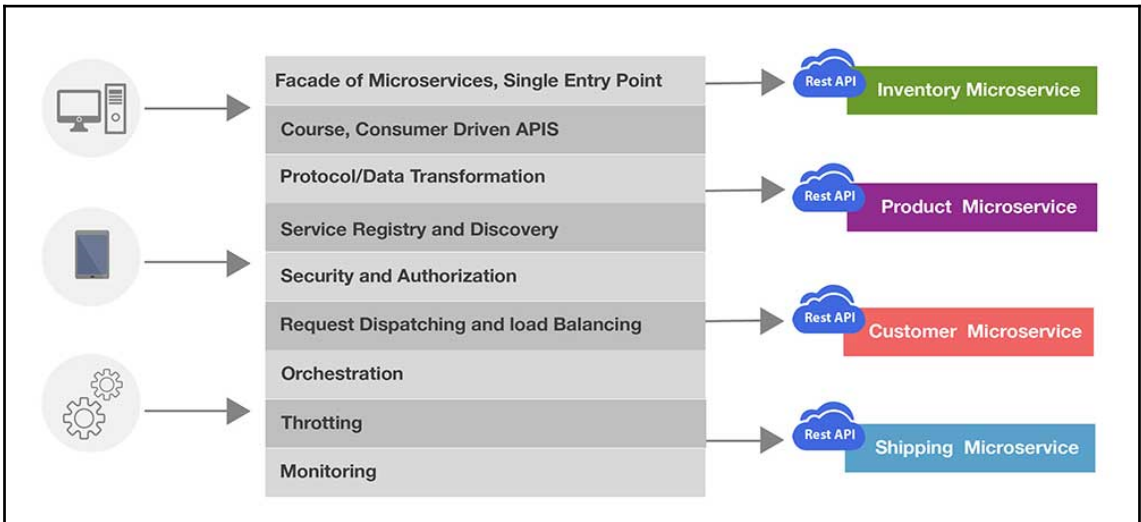 Facade of Microservices, Single Entry Point
Course, Consumer Driven APIS
Protocol/Data Transformation
Service Registry and Discovery
Security and Authorization
Request Dispatching and load Balancing
Orchestration
Throtting
Monitoring
Rest API
Inventory Microservice
Rest API
Product Microservice
Rest API
Customer Microservice
Rest API
Shipping Microservice